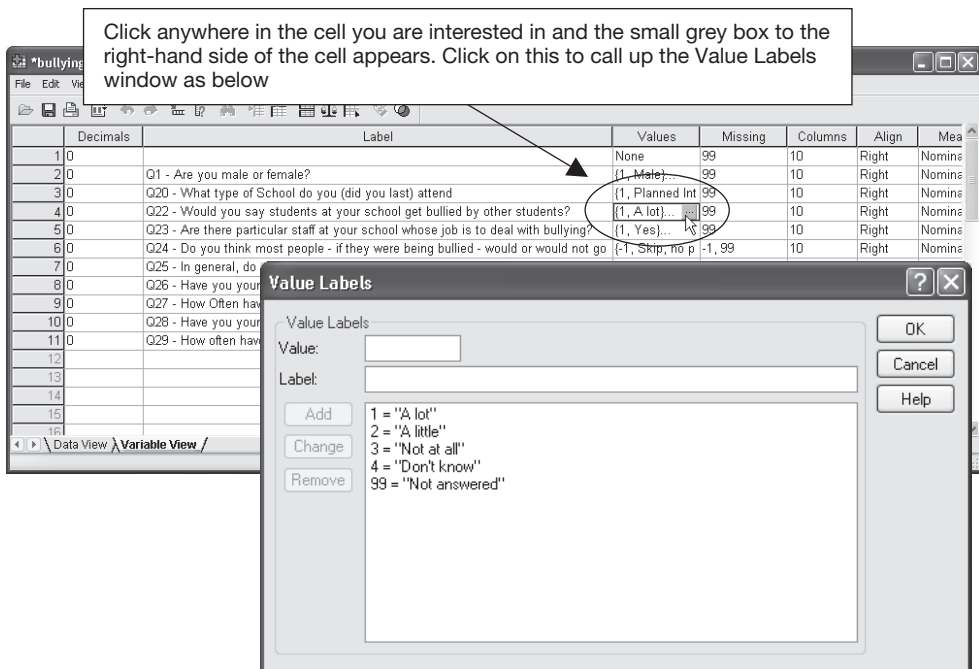 Click anywhere in the cell you are interested in and the small grey box to the
right-hand side of the cell appears. Click on this to call up the Value Labels
window as below
*bullying
File Edit Vie
Decimals Label Values Missing Columns Align Mea
1 0 None 99 10 Right Nomina
2 0 Q1 - Are you male or female? {1, Male}... 99 10 Right Nomina
3 0 Q20 - What type of School do you (did you last) attend {1, Planned Int 99 10 Right Nomina
4 0 Q22 - Would you say students at your school get bullied by other students? {1, A lot}... ... 99 10 Right Nomina
5 0 Q23 - Are there particular staff at your school whose job is to deal with bullying? {1, Yes}... 99 10 Right Nomina
6 0 Q24 - Do you think most people - if they were being bullied - would or would not go {-1, Skip, no p -1, 99 10 Right Nomina
7 0 Q25 - In general, do
8 0 Q26 - Have you your
9 0 Q27 - How Often hav
10 0 Q28 - Have you your
11 0 Q29 - How often have
12
13
14
15
16
Data View Variable View
Value Labels
Value Labels
Value:
Label:
OK
Cancel
Help
Add
Change
Remove
1 = "A lot"
2 = "A little"
3 = "Not at all"
4 = "Don't know"
99 = "Not answered"